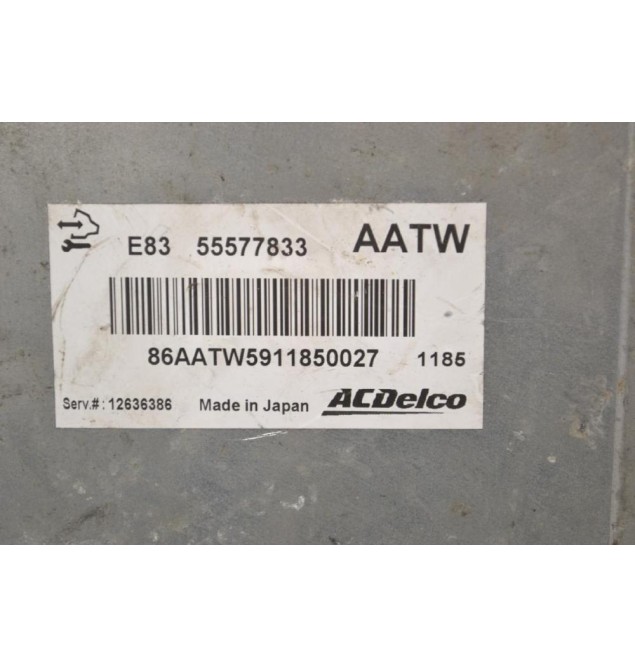 E83 55577833 AATW
86AATW5911850027 1185
Serv.#: 12636386 Made in Japan ACDelco